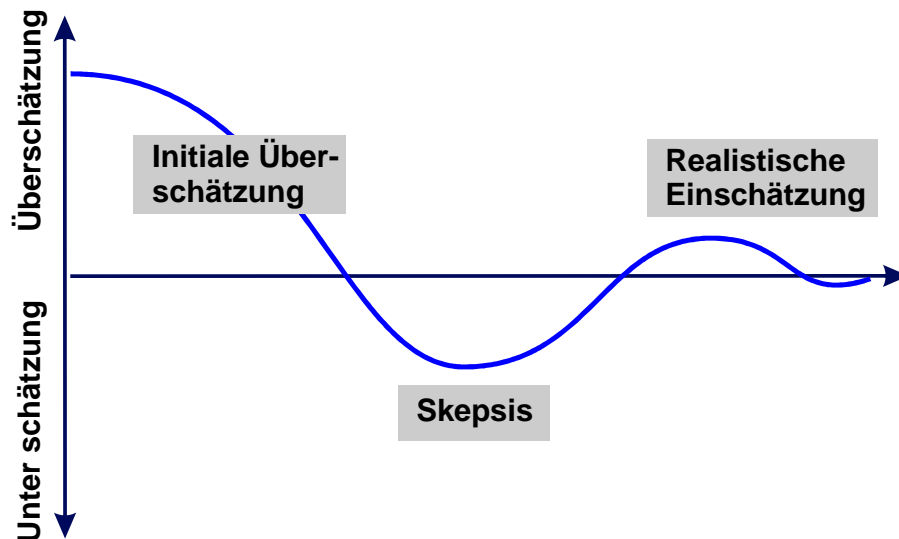 Überschätzung
Initiale Über-
schätzung
Realistische
Einschätzung
Unter schätzung
Skepsis